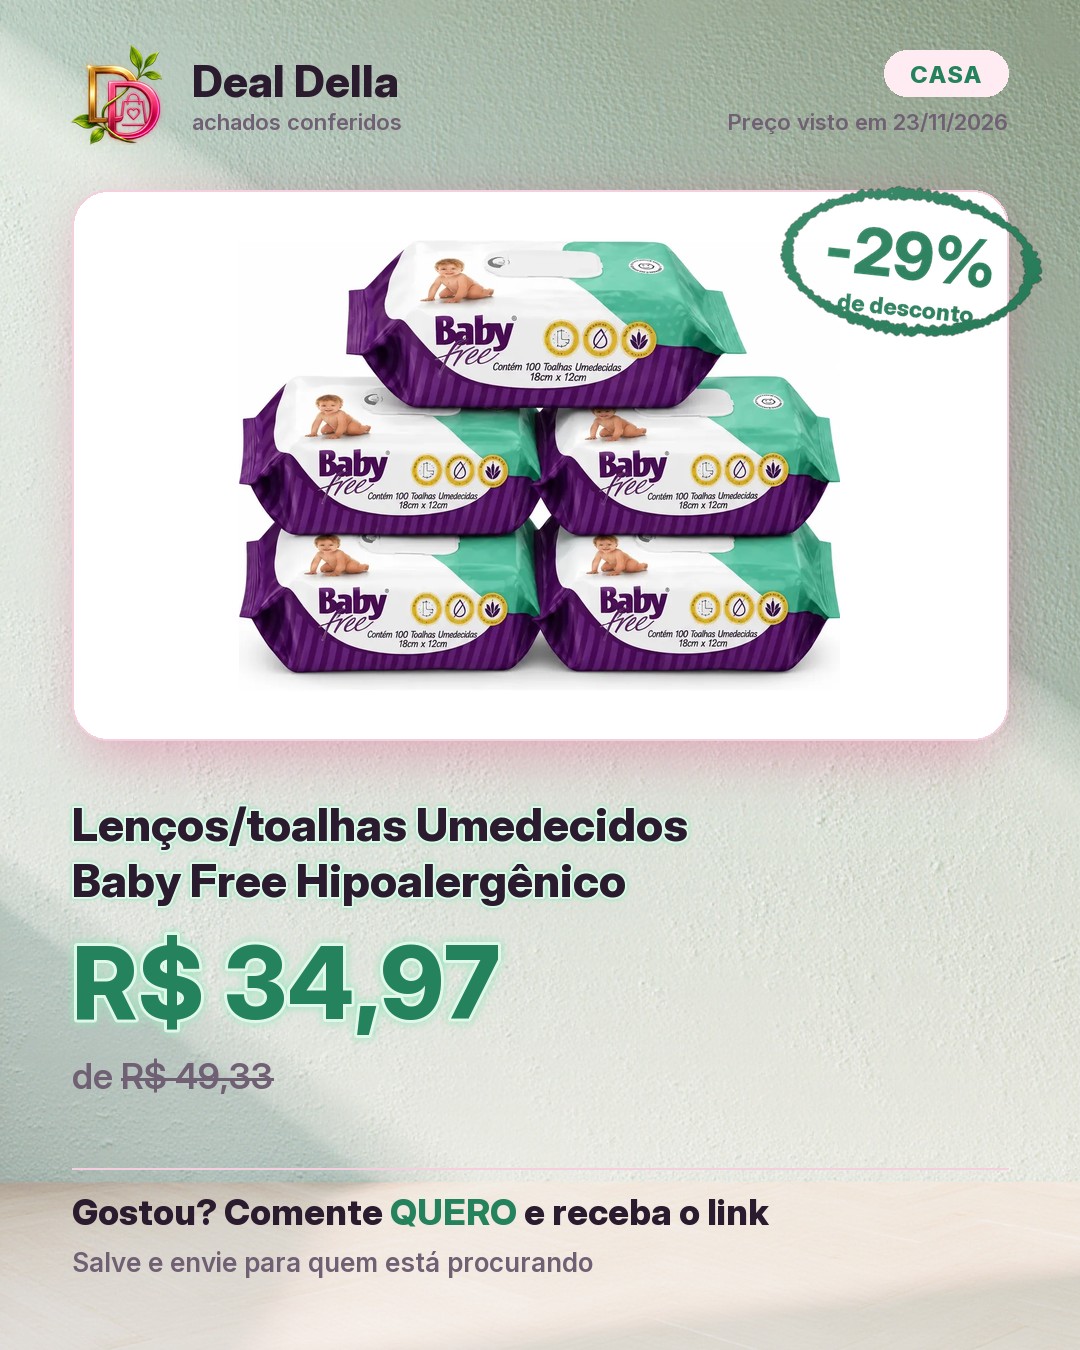 Deal Della
achados conferidos
CASA
Preço visto em 23/11/2026
-29%
de desconto
Baby
free
Contém 100 Toalhas Umedecidas
18cm x 12cm
Baby
free
Contém 100 Toalhas Umedecidas
18cm x 12cm
Baby
free
Contém 100 Toalhas Umedecidas
18cm x 12cm
Baby
free
Contém 100 Toalhas Umedecidas
18cm x 12cm
Baby
free
Contém 100 Toalhas Umedecidas
18cm x 12cm
Lenços/toalhas Umedecidos
Baby Free Hipoalergênico
R$ 34,97
de R$ 49,33
Gostou? Comente QUERO e receba o link
Salve e envie para quem está procurando